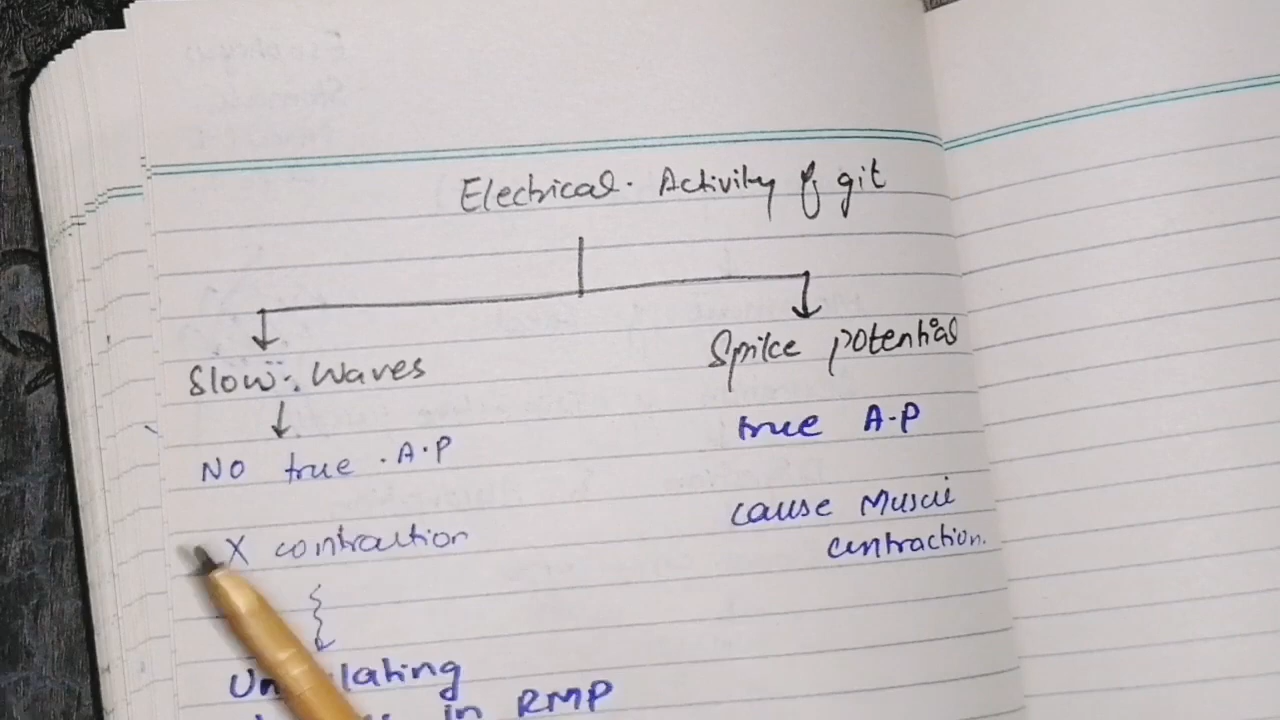 Electrical. Activity of git
Slow. Waves
Spike potential
NO true .A.P
true A.P
X contraction
cause Muscle
contraction.
in RMP